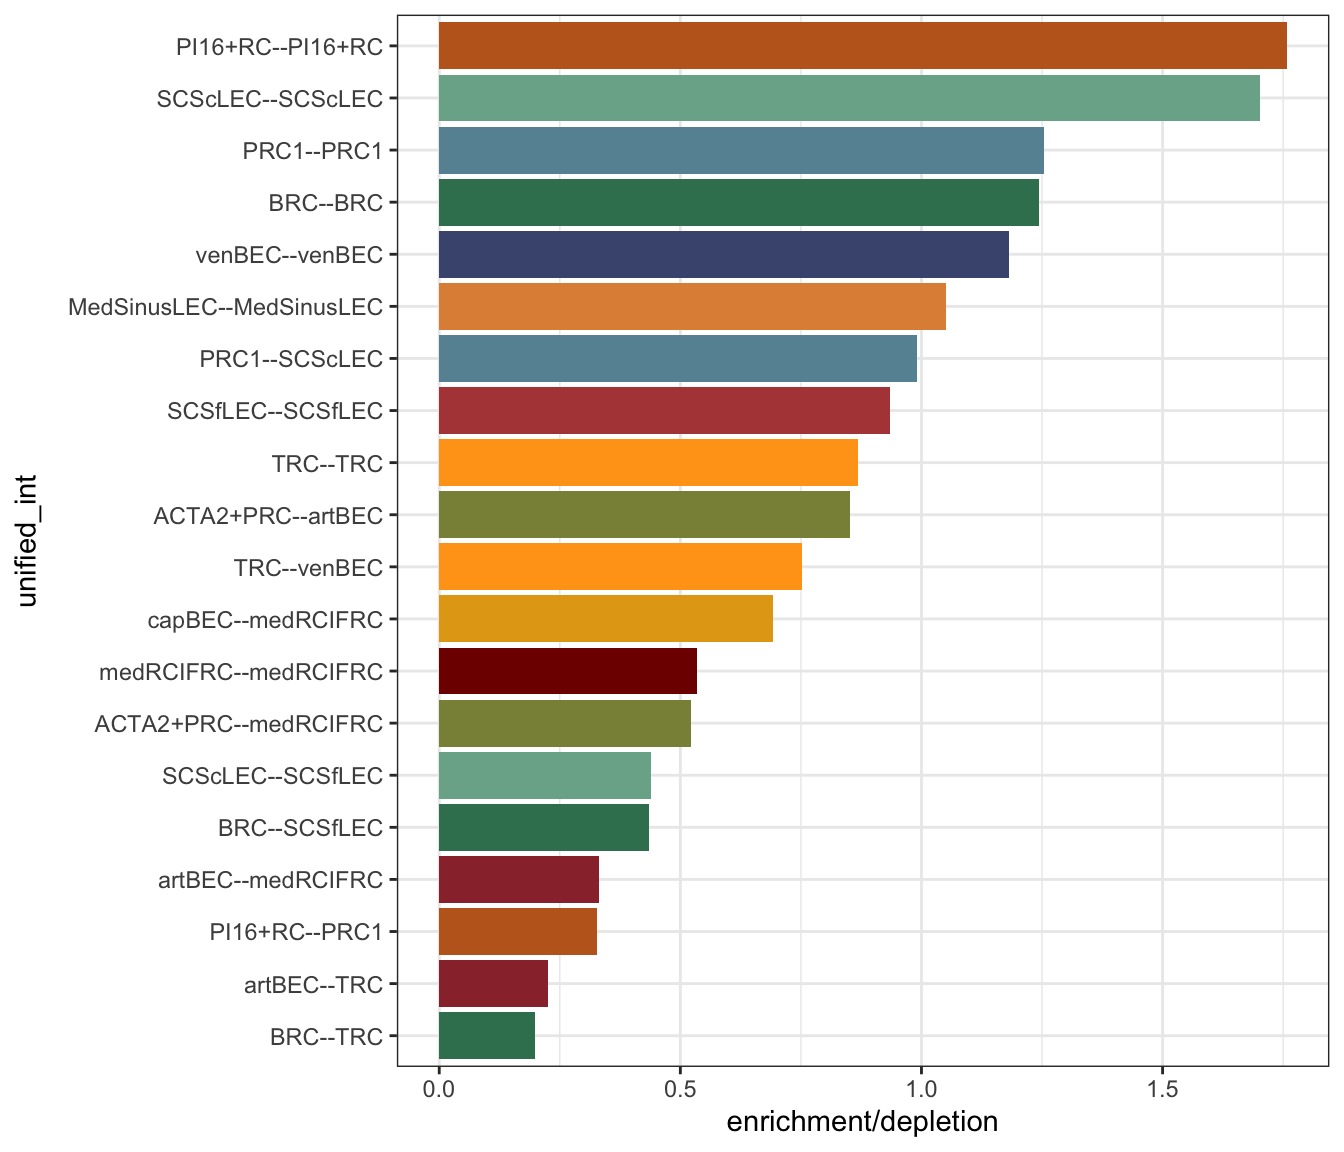 PI16+RC--PI16+RC
SCScLEC--SCScLEC
PRC1--PRC1
BRC--BRC
venBEC--venBEC
MedSinusLEC--MedSinusLEC
PRC1--SCScLEC
SCSfLEC--SCSfLEC
TRC--TRC
ACTA2+PRC--artBEC
TRC--venBEC
capBEC--medRCIFRC
medRCIFRC--medRCIFRC
ACTA2+PRC--medRCIFRC
SCScLEC--SCSfLEC
BRC--SCSfLEC
artBEC--medRCIFRC
PI16+RC--PRC1
artBEC--TRC
BRC--TRC
unified_int
0.0 0.5 1.0 1.5
enrichment/depletion